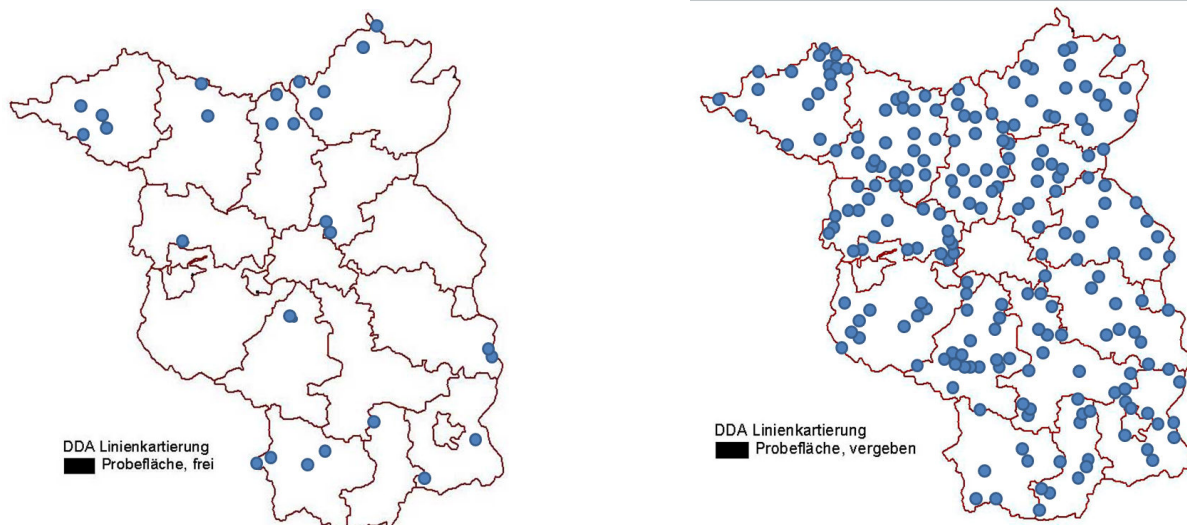 DDA Linienkartierung
Probefläche, frei
DDA Linienkartierung
Probefläche, vergeben